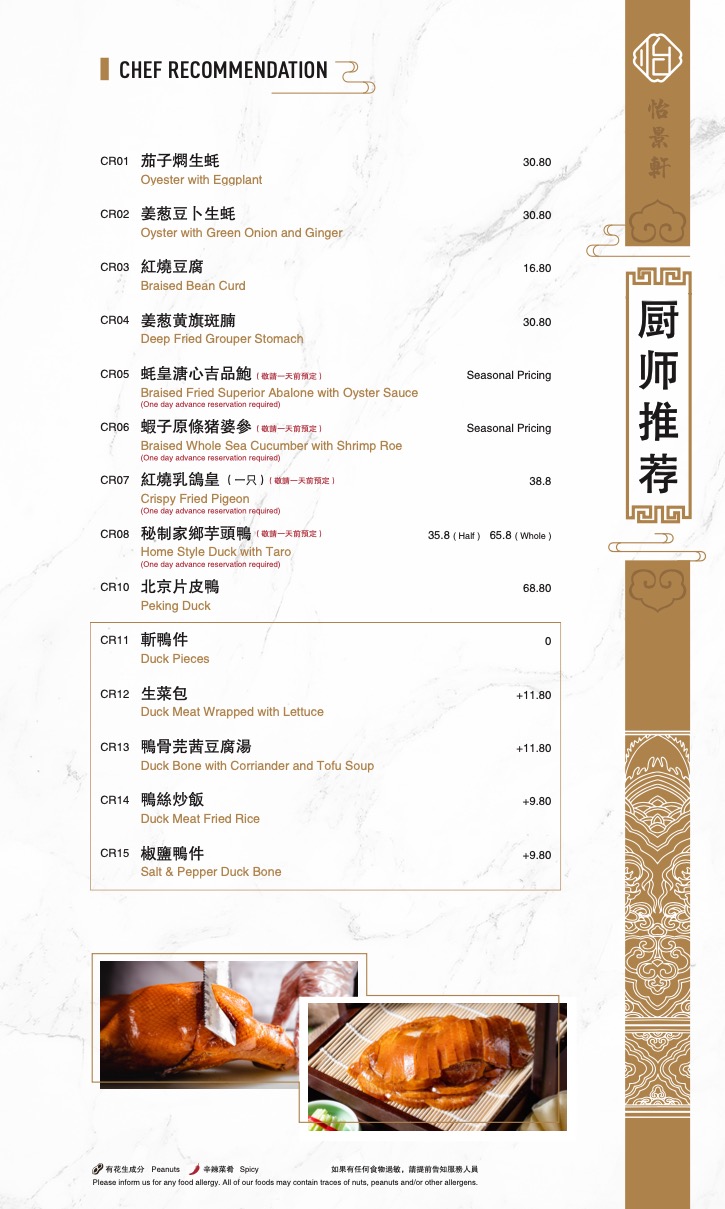 CHEF RECOMMENDATION
CR01 茄子燜生蚝 30.80
Oyester with Eggplant
CR02 姜葱豆卜生蚝 30.80
Oyster with Green Onion and Ginger
CR03 紅燒豆腐 16.80
Braised Bean Curd
CR04 姜葱黄旗斑腩 30.80
Deep Fried Grouper Stomach
CR05 蚝皇溏心吉品鮑 ( 敬請一天前預定 ) Seasonal Pricing
Braised Fried Superior Abalone with Oyster Sauce
(One day advance reservation required)
CR06 蝦子原條猪婆參 ( 敬請一天前預定 ) Seasonal Pricing
Braised Whole Sea Cucumber with Shrimp Roe
(One day advance reservation required)
CR07 紅燒乳鴿皇 (一只) ( 敬請一天前預定 ) 38.8
Crispy Fried Pigeon
(One day advance reservation required)
CR08 秘制家鄉芋頭鴨 ( 敬請一天前預定 ) 35.8 ( Half ) 65.8 ( Whole )
Home Style Duck with Taro
(One day advance reservation required)
CR10 北京片皮鴨 68.80
Peking Duck
CR11 斬鴨件 0
Duck Pieces
CR12 生菜包 +11.80
Duck Meat Wrapped with Lettuce
CR13 鴨骨芫茜豆腐湯 +11.80
Duck Bone with Corriander and Tofu Soup
CR14 鴨絲炒飯 +9.80
Duck Meat Fried Rice
CR15 椒鹽鴨件 +9.80
Salt & Pepper Duck Bone
怡景軒
厨师推荐
有花生成分 Peanuts 辛辣菜肴 Spicy 如果有任何食物過敏，請提前告知服務人員
Please inform us for any food allergy. All of our foods may contain traces of nuts, peanuts and/or other allergens.